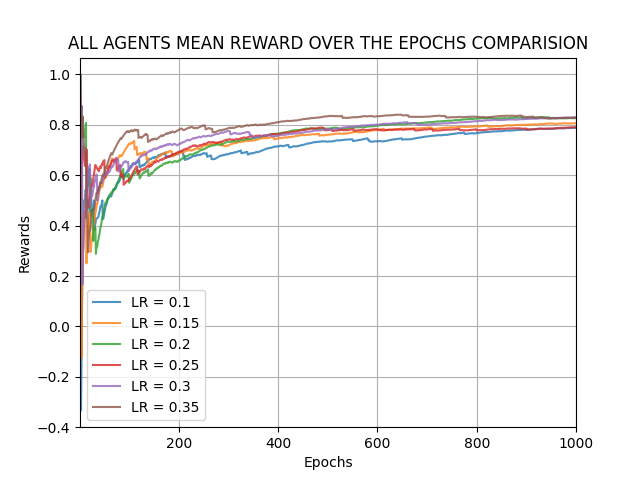 ALL AGENTS MEAN REWARD OVER THE EPOCHS COMPARISION
1.0
0.8
0.6
0.4
0.2
0.0
−0.2
−0.4
Rewards
LR = 0.1
LR = 0.15
LR = 0.2
LR = 0.25
LR = 0.3
LR = 0.35
200 400 600 800 1000
Epochs